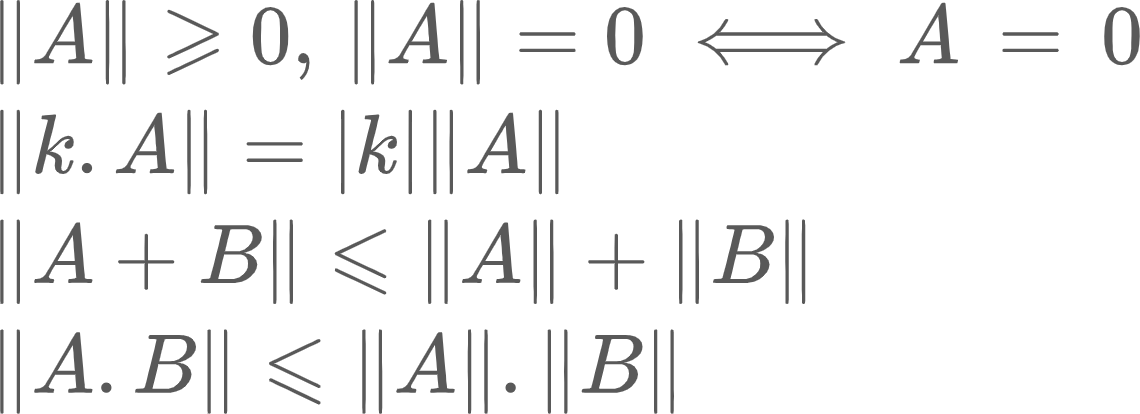 ‖A‖ ⩾ 0, ‖A‖ = 0 ⟺ A = 0
‖k. A‖ = |k|‖A‖
‖A + B‖ ⩽ ‖A‖ + ‖B‖
‖A. B‖ ⩽ ‖A‖. ‖B‖